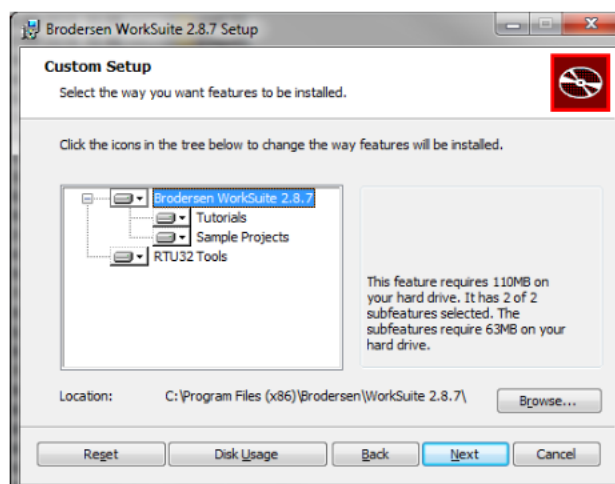 Brodersen WorkSuite 2.8.7 Setup
Custom Setup
Select the way you want features to be installed.
Click the icons in the tree below to change the way features will be installed.
Brodersen WorkSuite 2.8.7
Tutorials
Sample Projects
RTU32 Tools
This feature requires 110MB on
your hard drive. It has 2 of 2
subfeatures selected. The
subfeatures require 63MB on your
hard drive.
Location: C:\Program Files (x86)\Brodersen\WorkSuite 2.8.7\
Browse...
Reset Disk Usage Back Next Cancel